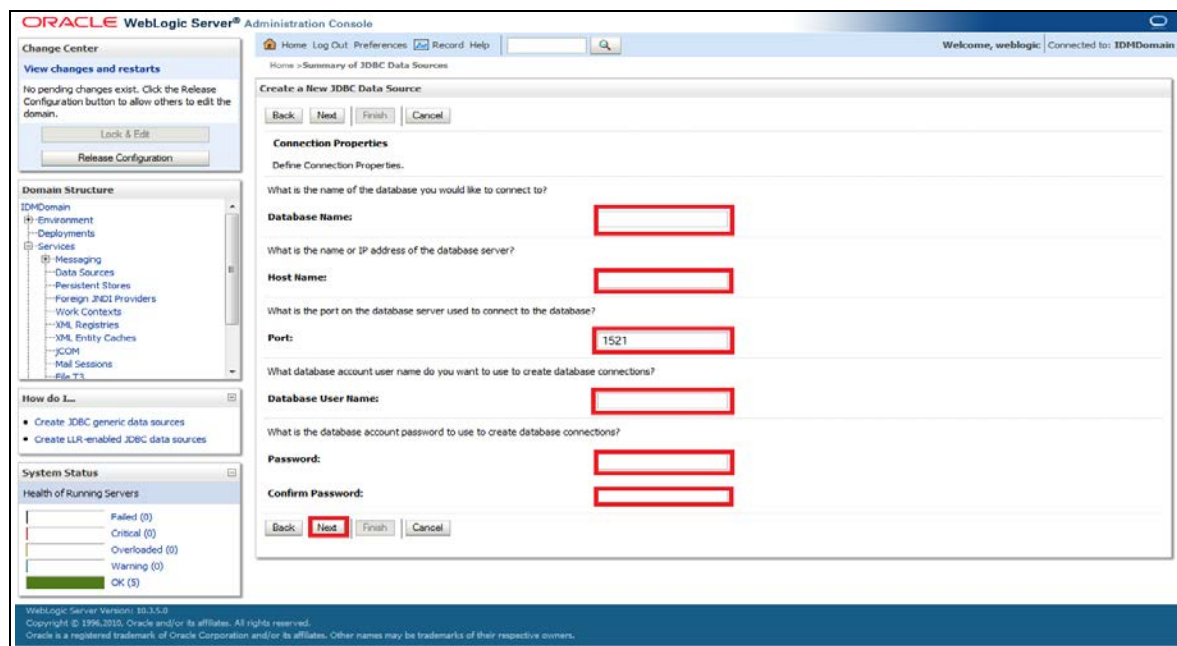 ORACLE WebLogic Server® Administration Console
Change Center
View changes and restarts
No pending changes exist. Click the Release
Configuration button to allow others to edit the
domain.
Lock & Edit
Release Configuration
Domain Structure
IDMDomain
Environment
Deployments
Services
Messaging
Data Sources
Persistent Stores
Foreign JNDI Providers
Work Contexts
XML Registries
XML Entity Caches
jCOM
Mail Sessions
File T3
How do I...
Create JDBC generic data sources
Create LLR-enabled JDBC data sources
System Status
Health of Running Servers
Failed (0)
Critical (0)
Overloaded (0)
Warning (0)
OK (5)
Home Log Out Preferences Record Help
Welcome, weblogic Connected to: IDMDomain
Home >Summary of JDBC Data Sources
Create a New JDBC Data Source
Back Next Finish Cancel
Connection Properties
Define Connection Properties.
What is the name of the database you would like to connect to?
Database Name:
What is the name or IP address of the database server?
Host Name:
What is the port on the database server used to connect to the database?
Port: 1521
What database account user name do you want to use to create database connections?
Database User Name:
What is the database account password to use to create database connections?
Password:
Confirm Password:
Back Next Finish Cancel
WebLogic Server Version: 10.3.5.0
Copyright © 1996,2010, Oracle and/or its affiliates. All rights reserved.
Oracle is a registered trademark of Oracle Corporation and/or its affiliates. Other names may be trademarks of their respective owners.